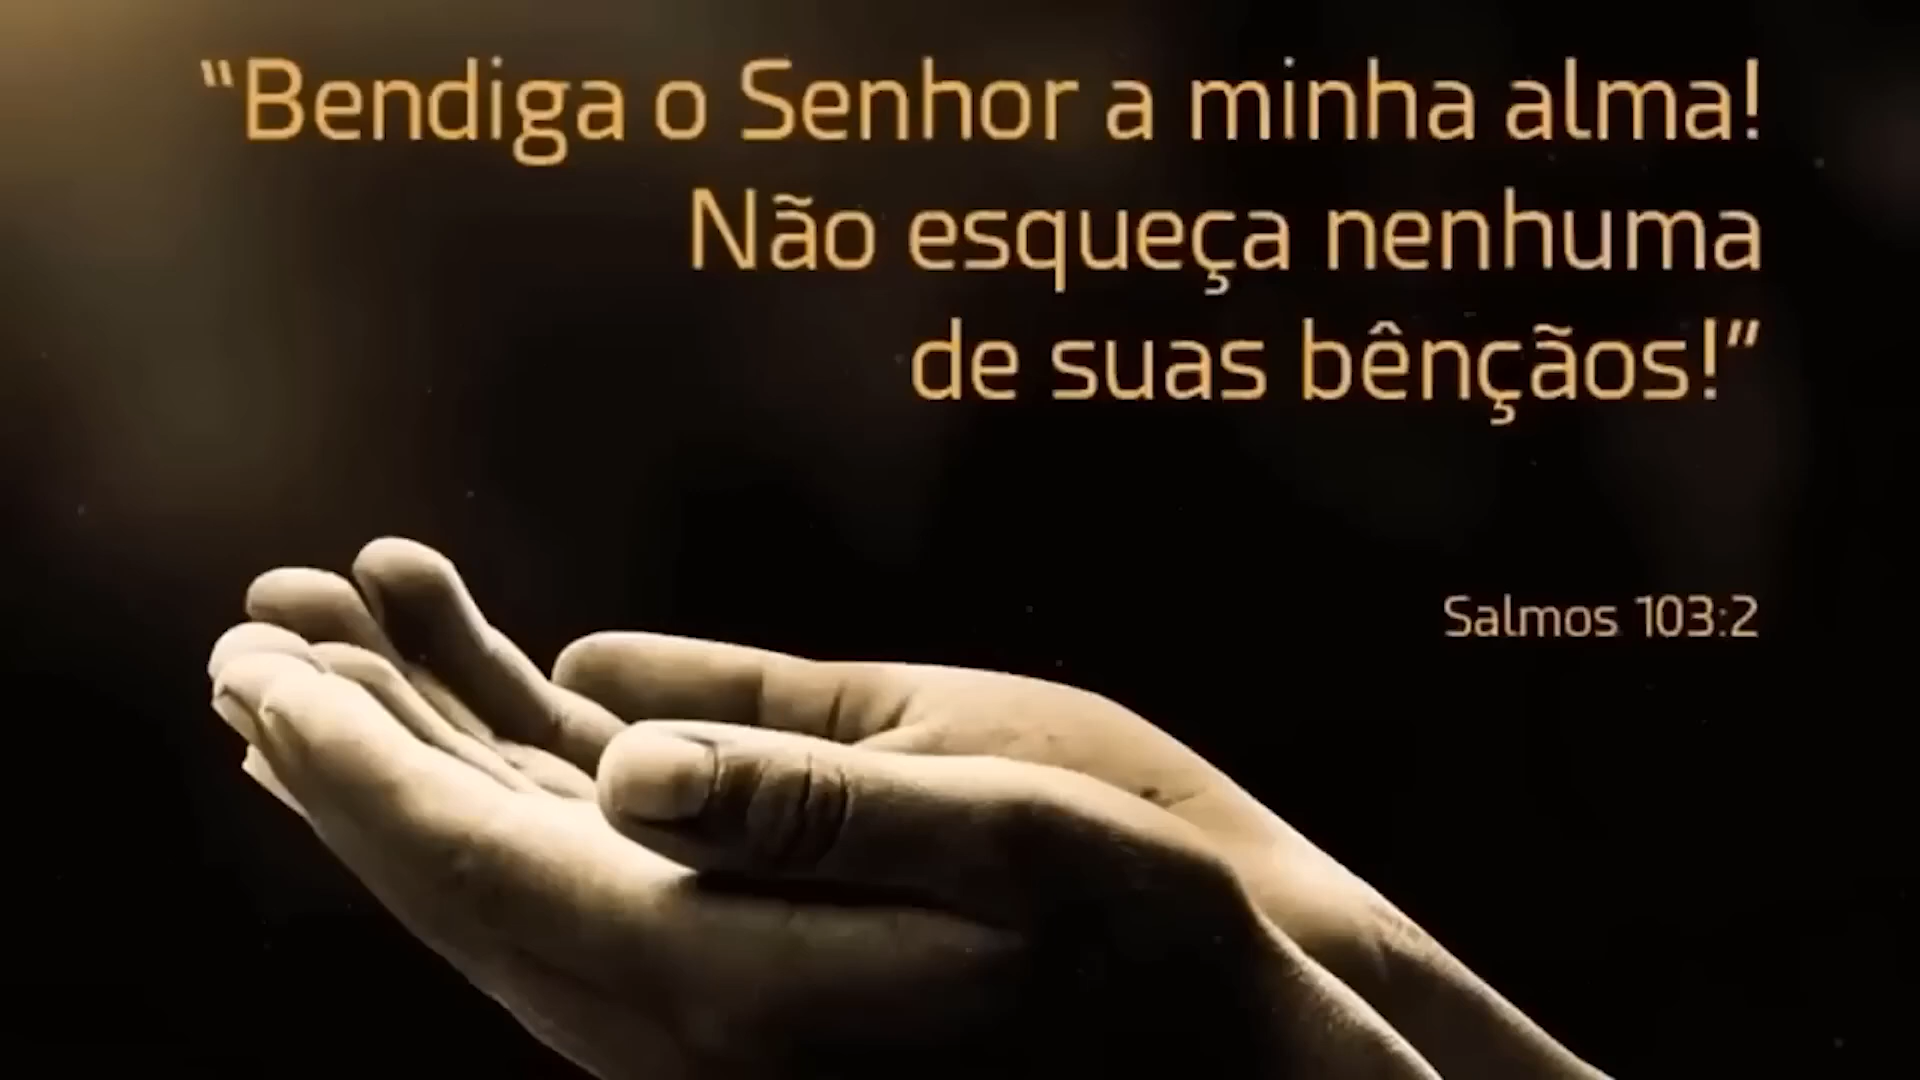 “Bendiga o Senhor a minha alma!
Não esqueça nenhuma
de suas bênçãos!”
Salmos 103:2